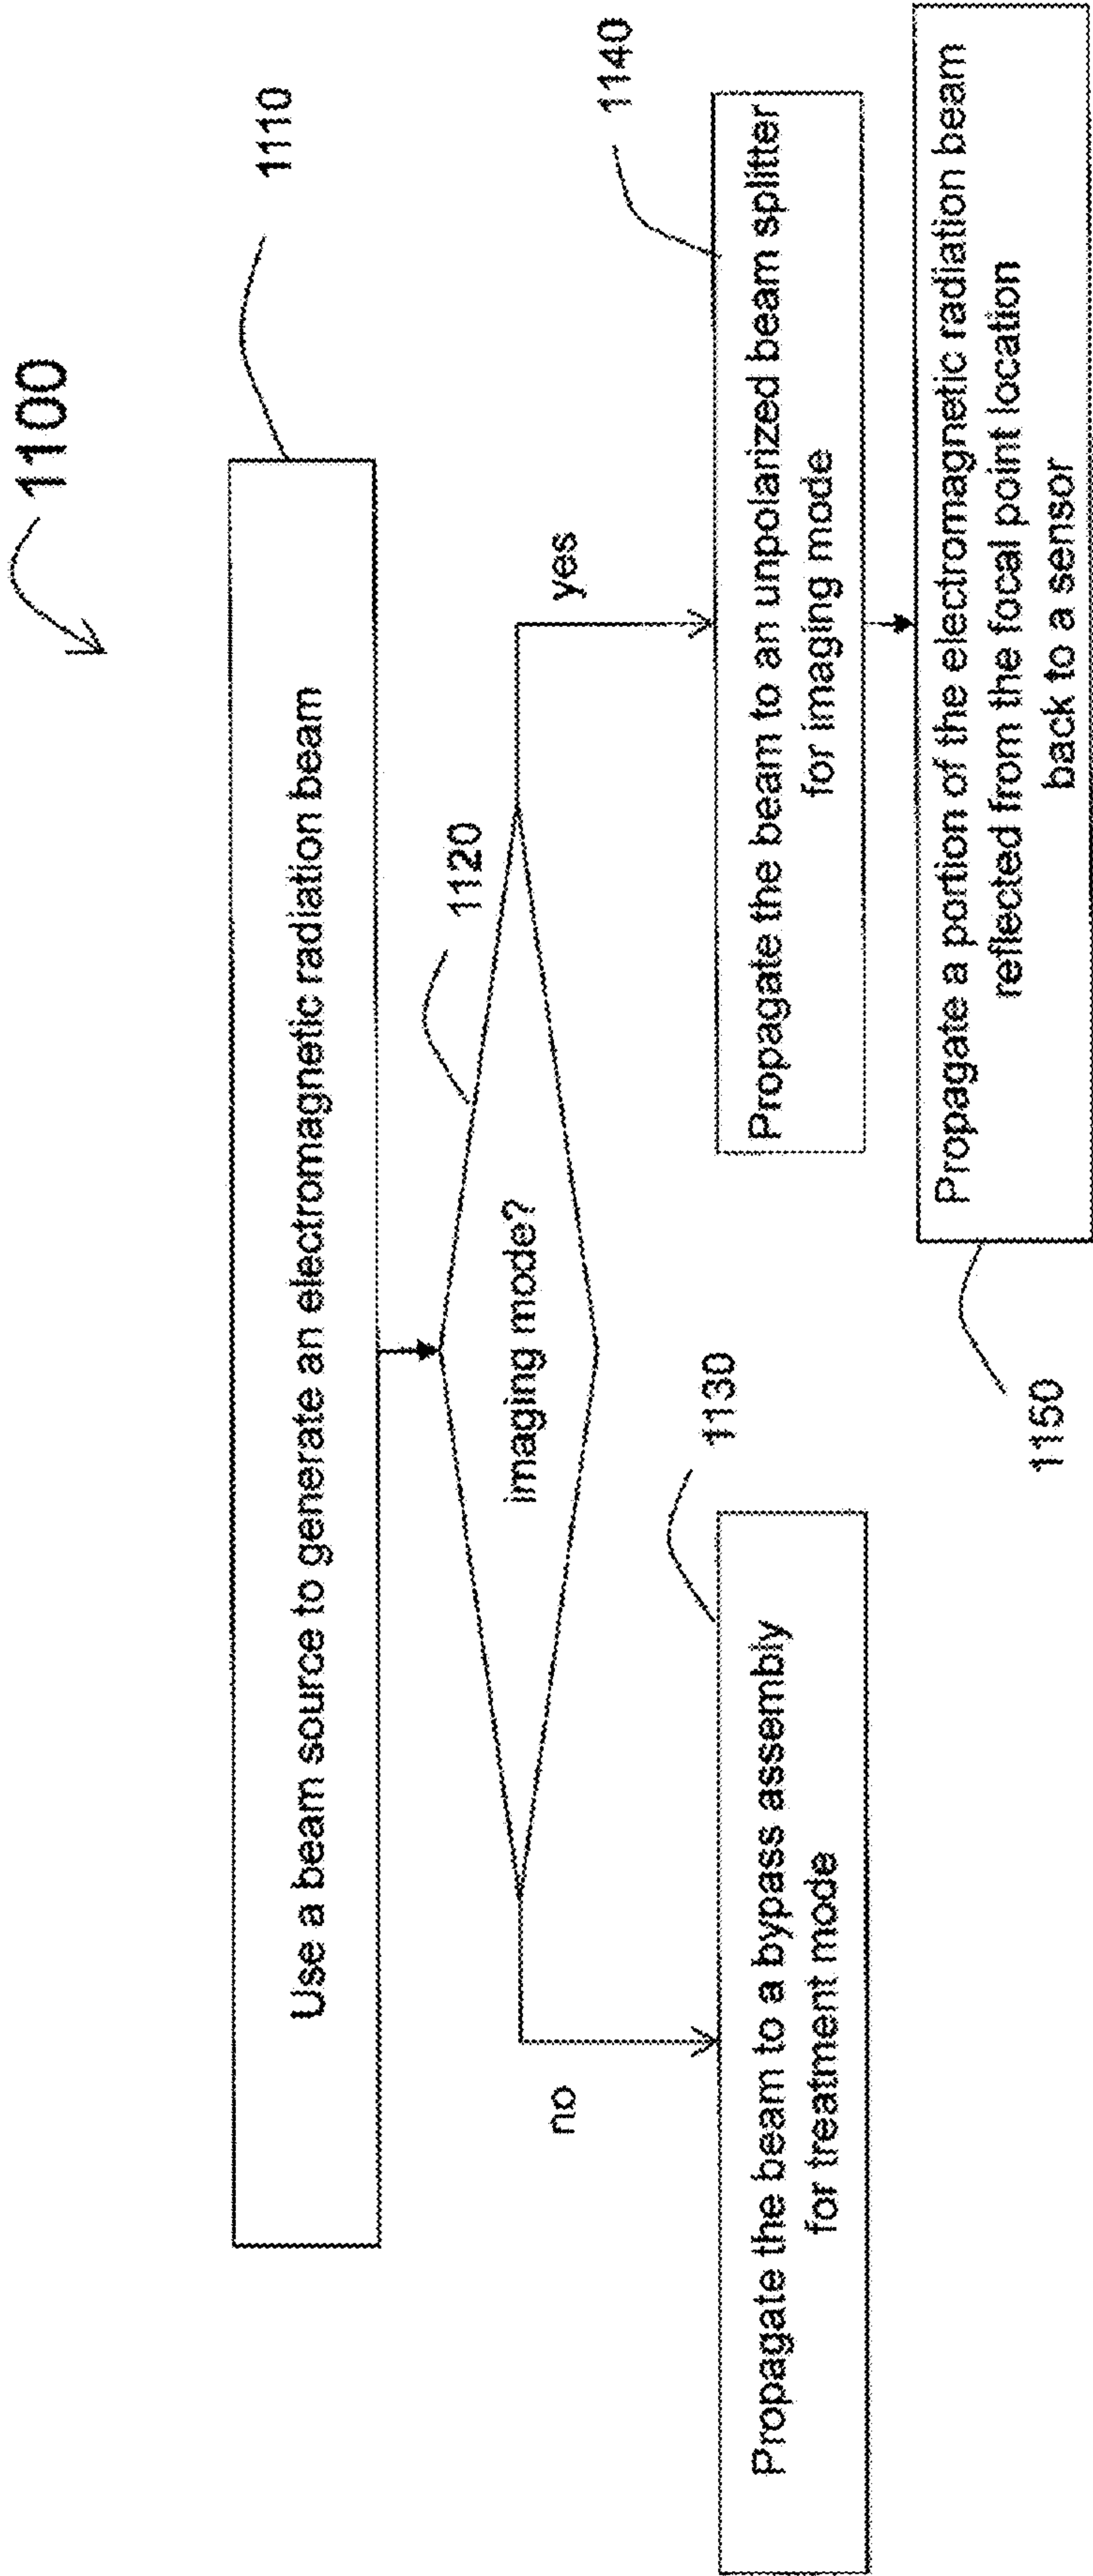 1100
1110
Use a beam source to generate an electromagnetic radiation beam
1120
imaging mode?
no
yes
1130
Propagate the beam to a bypass assembly
for treatment mode
1140
Propagate the beam to an unpolarized beam splitter
for imaging mode
1150
Propagate a portion of the electromagnetic radiation beam
reflected from the focal point location
back to a sensor